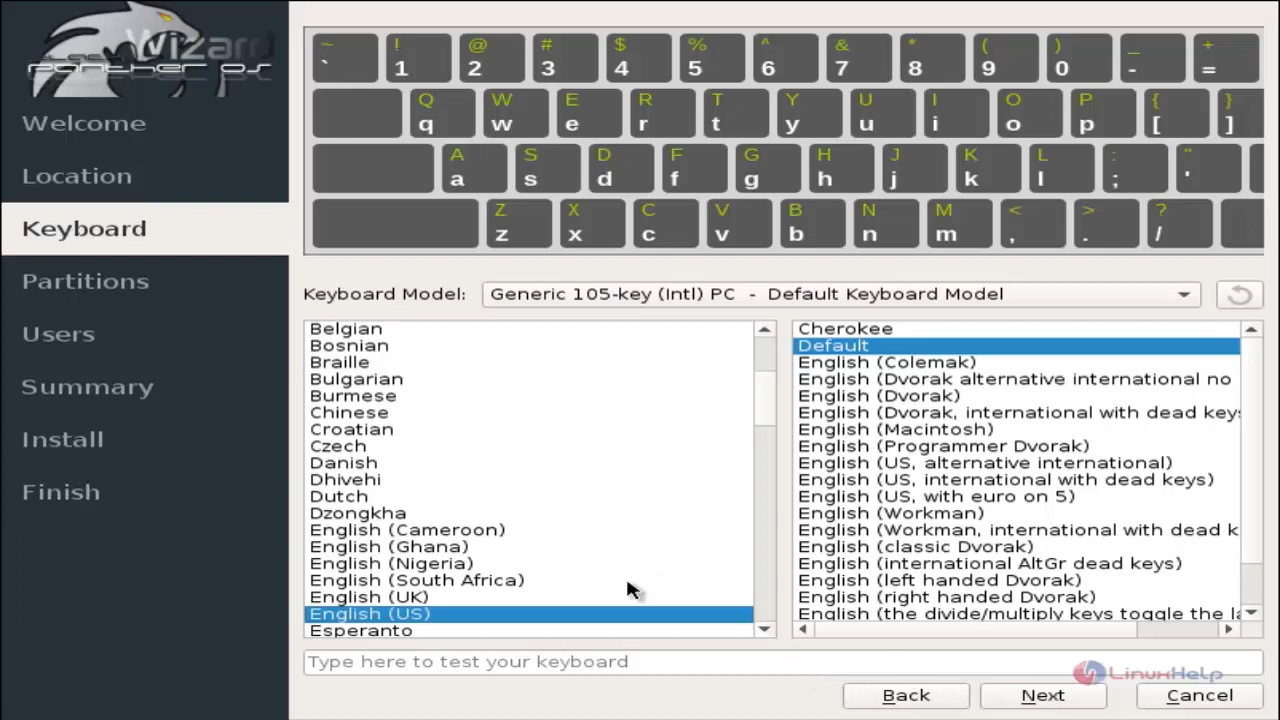 Wizard
PANTHER OS
Welcome
Location
Keyboard
Partitions
Users
Summary
Install
Finish
~ ! @ # $ % ^ & * ( ) _ +
` 1 2 3 4 5 6 7 8 9 0 - =
Q W E R T Y U I O P { }
q w e r t y u i o p [ ]
A S D F G H J K L : "
a s d f g h j k l ; '
Z X C V B N M < > ?
z x c v b n m , . /
Keyboard Model: Generic 105-key (Intl) PC - Default Keyboard Model
Belgian
Bosnian
Braille
Bulgarian
Burmese
Chinese
Croatian
Czech
Danish
Dhivehi
Dutch
Dzongkha
English (Cameroon)
English (Ghana)
English (Nigeria)
English (South Africa)
English (UK)
English (US)
Esperanto
Cherokee
Default
English (Colemak)
English (Dvorak alternative international no
English (Dvorak)
English (Dvorak, international with dead keys
English (Macintosh)
English (Programmer Dvorak)
English (US, alternative international)
English (US, international with dead keys)
English (US, with euro on 5)
English (Workman)
English (Workman, international with dead k
English (classic Dvorak)
English (international AltGr dead keys)
English (left handed Dvorak)
English (right handed Dvorak)
English (the divide/multiply keys toggle the la
Type here to test your keyboard
LinuxHelp
Back Next Cancel